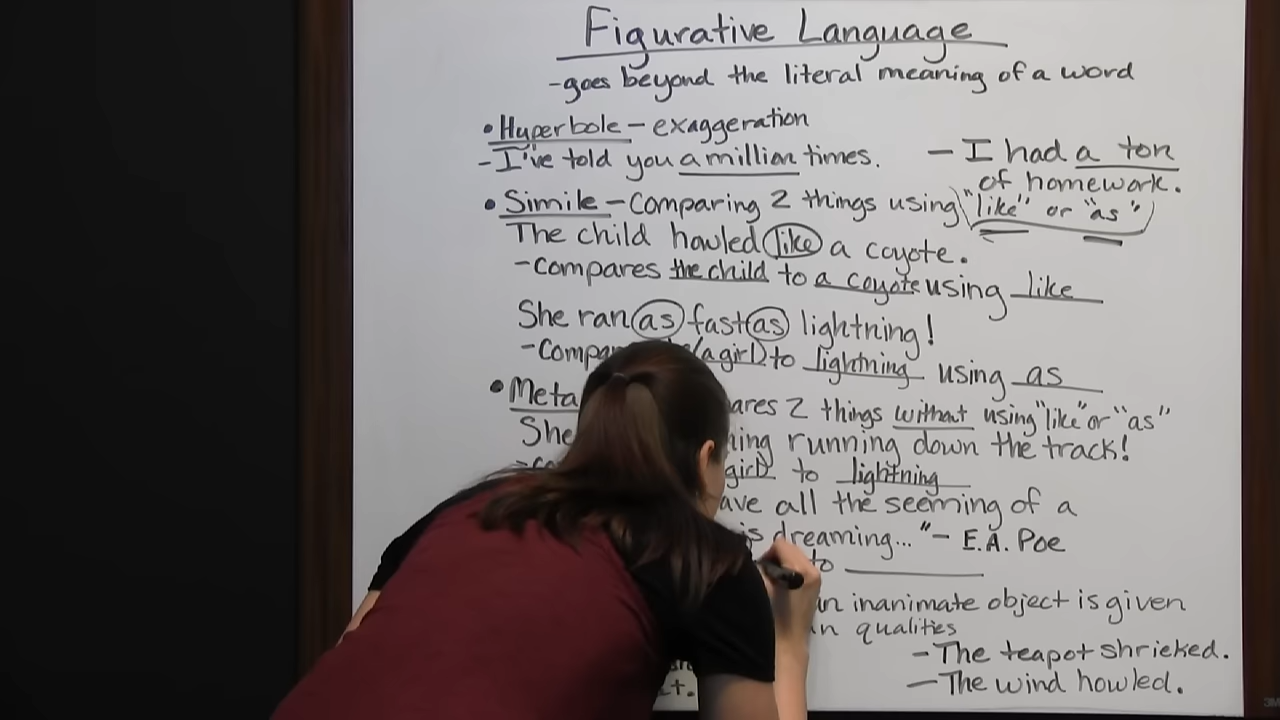 Figurative Language
-goes beyond the literal meaning of a word
• Hyperbole - exaggeration
- I've told you a million times.
- I had a ton
of homework.
• Simile - Comparing 2 things using "like" or "as"
The child howled like a coyote.
- Compares the child to a coyote using like
She ran as fast as lightning!
(a girl) to lightning using as
• 2 things without using "like" or "as"
She running down the track!
girl) to lightning
all the seeming of a
is dreaming..." - E.A. Poe
to
inanimate object is given
qualities
- The teapot shrieked.
- The wind howled.